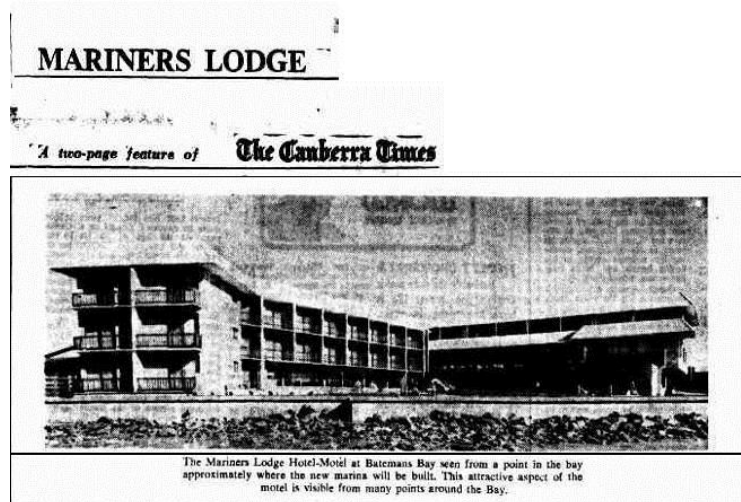 MARINERS LODGE
A two-page feature of The Canberra Times
The Mariners Lodge Hotel-Motel at Batemans Bay seen from a point in the bay
approximately where the new marina will be built. This attractive aspect of the
motel is visible from many points around the Bay.